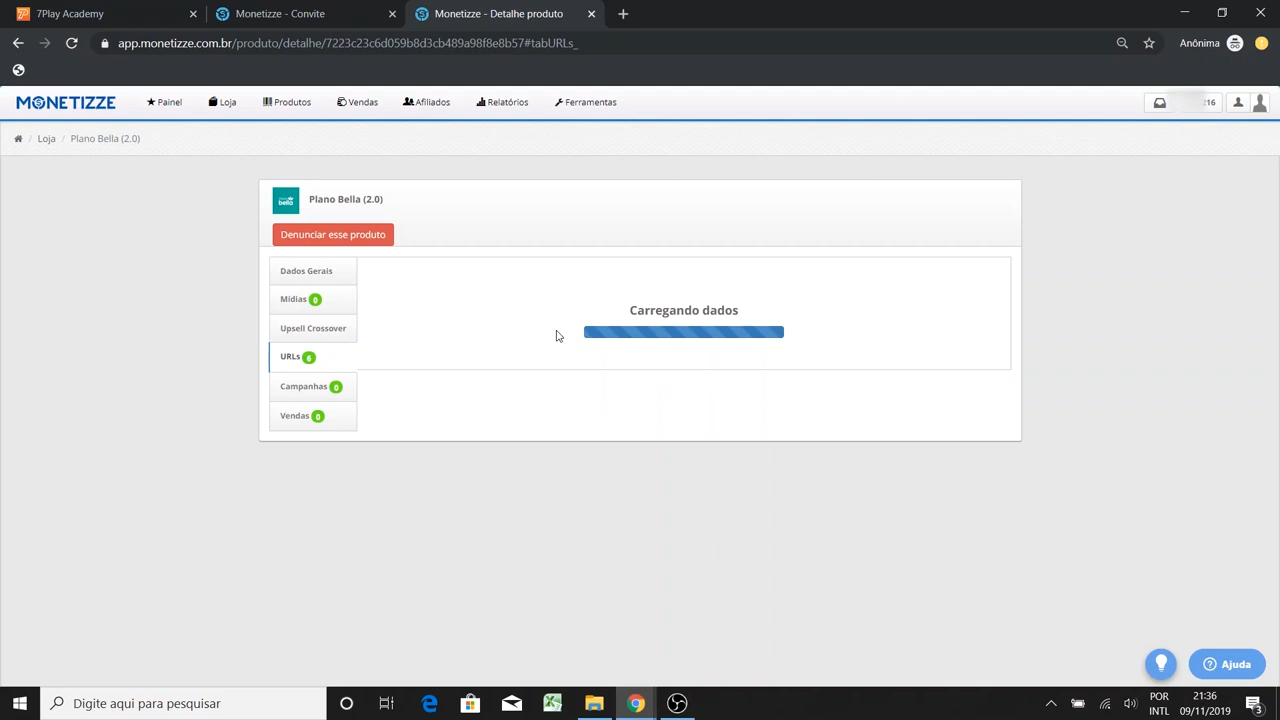 7Play Academy
Monetizze - Convite
Monetizze - Detalhe produto
app.monetizze.com.br/produto/detalhe/7223c23c6d059b8d3cb489a98f8e8b57#tabURLs_
Anônima
MONETIZZE
Painel
Loja
Produtos
Vendas
Afiliados
Relatórios
Ferramentas
216
/ Loja / Plano Bella (2.0)
bella
Plano Bella (2.0)
Denunciar esse produto
Dados Gerais
Mídias 0
Upsell Crossover
URLs 6
Campanhas 0
Vendas 0
Carregando dados
Ajuda
Digite aqui para pesquisar
POR
INTL
21:36
09/11/2019
3